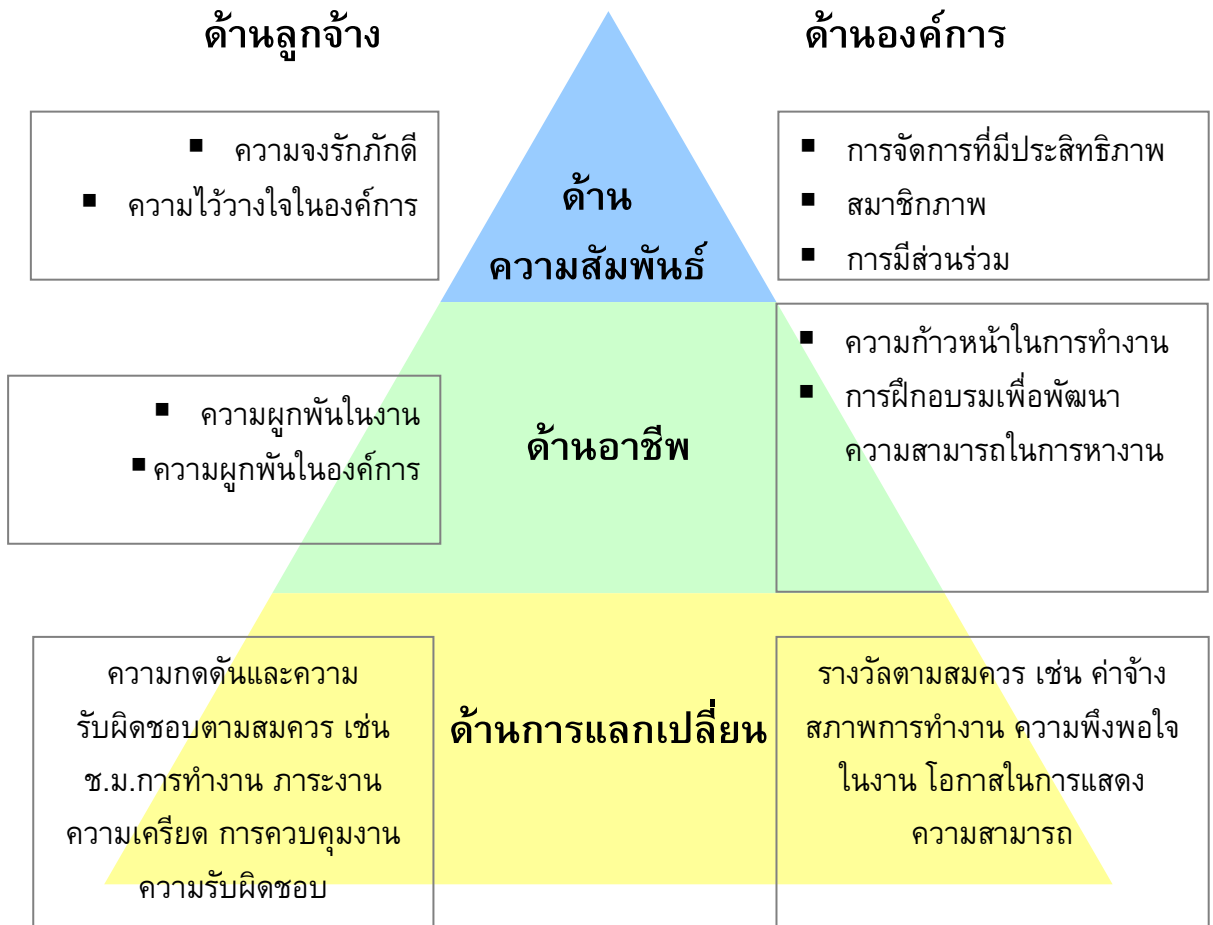 ด้านลูกจ้าง
ด้านองค์การ
▪ ความจงรักภักดี
▪ ความไว้วางใจในองค์การ
ด้าน
ความสัมพันธ์
▪ การจัดการที่มีประสิทธิภาพ
▪ สมาชิกภาพ
▪ การมีส่วนร่วม
▪ ความผูกพันในงาน
▪ ความผูกพันในองค์การ
ด้านอาชีพ
▪ ความก้าวหน้าในการทำงาน
▪ การฝึกอบรมเพื่อพัฒนา
ความสามารถในการหางาน
ความกดดันและความ
รับผิดชอบตามสมควร เช่น
ช.ม.การทำงาน ภาระงาน
ความเครียด การควบคุมงาน
ความรับผิดชอบ
ด้านการแลกเปลี่ยน
รางวัลตามสมควร เช่น ค่าจ้าง
สภาพการทำงาน ความพึงพอใจ
ในงาน โอกาสในการแสดง
ความสามารถ